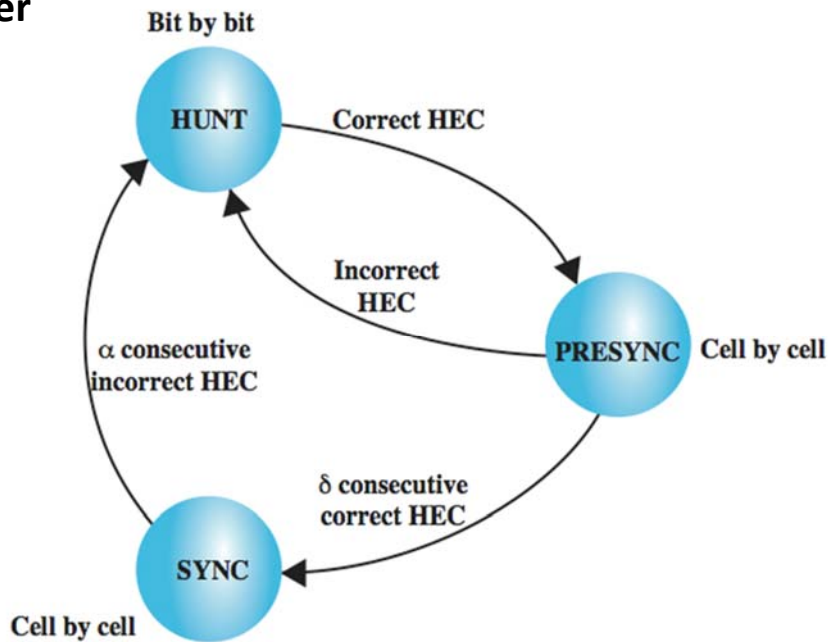 er
Bit by bit
HUNT
Correct HEC
Incorrect
HEC
PRESYNC
Cell by cell
α consecutive
incorrect HEC
δ consecutive
correct HEC
SYNC
Cell by cell